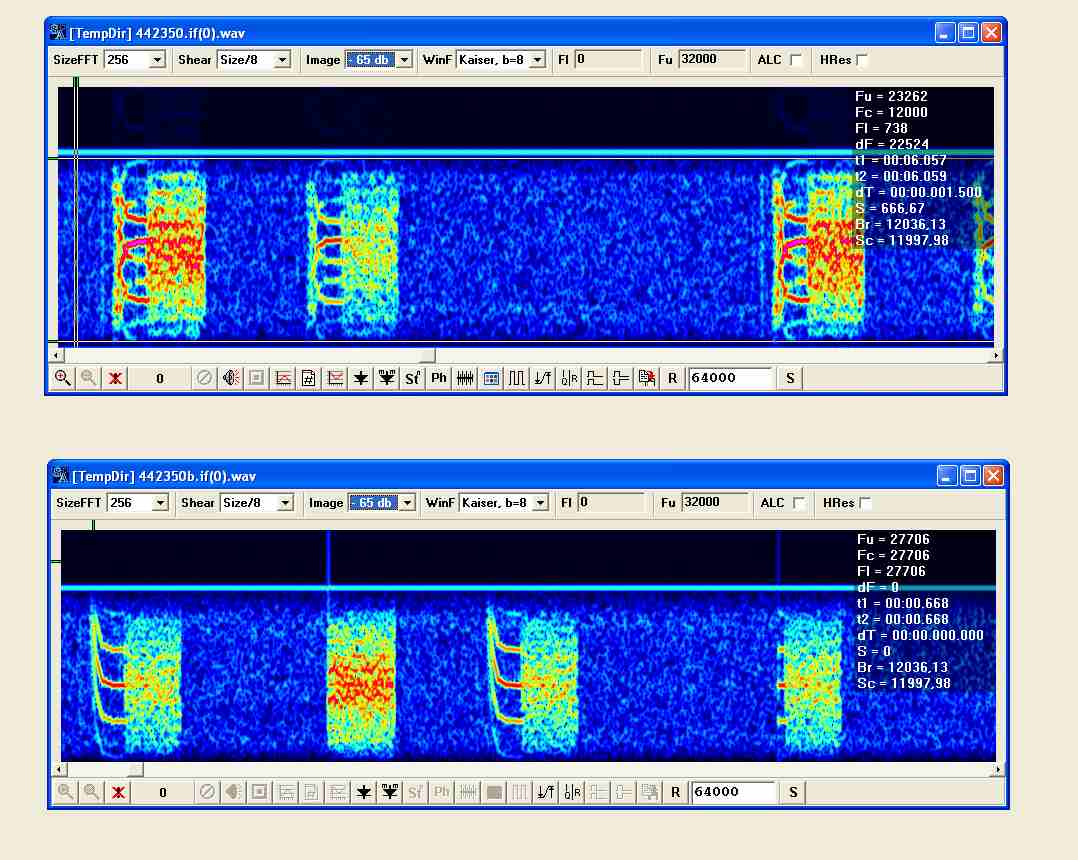 [TempDir] 442350.if(0).wav
SizeFFT 256 Shear Size/8 Image - 65 db WinF Kaiser, b=8 Fl 0 Fu 32000 ALC HRes
Fu = 23262
Fc = 12000
Fl = 738
dF = 22524
t1 = 00:06.057
t2 = 00:06.059
dT = 00:00.001.500
S = 666,67
Br = 12036,13
Sc = 11997,98
0 Sf Ph R 64000 S
[TempDir] 442350b.if(0).wav
SizeFFT 256 Shear Size/8 Image - 65 db WinF Kaiser, b=8 Fl 0 Fu 32000 ALC HRes
Fu = 27706
Fc = 27706
Fl = 27706
dF = 0
t1 = 00:00.668
t2 = 00:00.668
dT = 00:00.000.000
S = 0
Br = 12036,13
Sc = 11997,98
0 Sf Ph R 64000 S